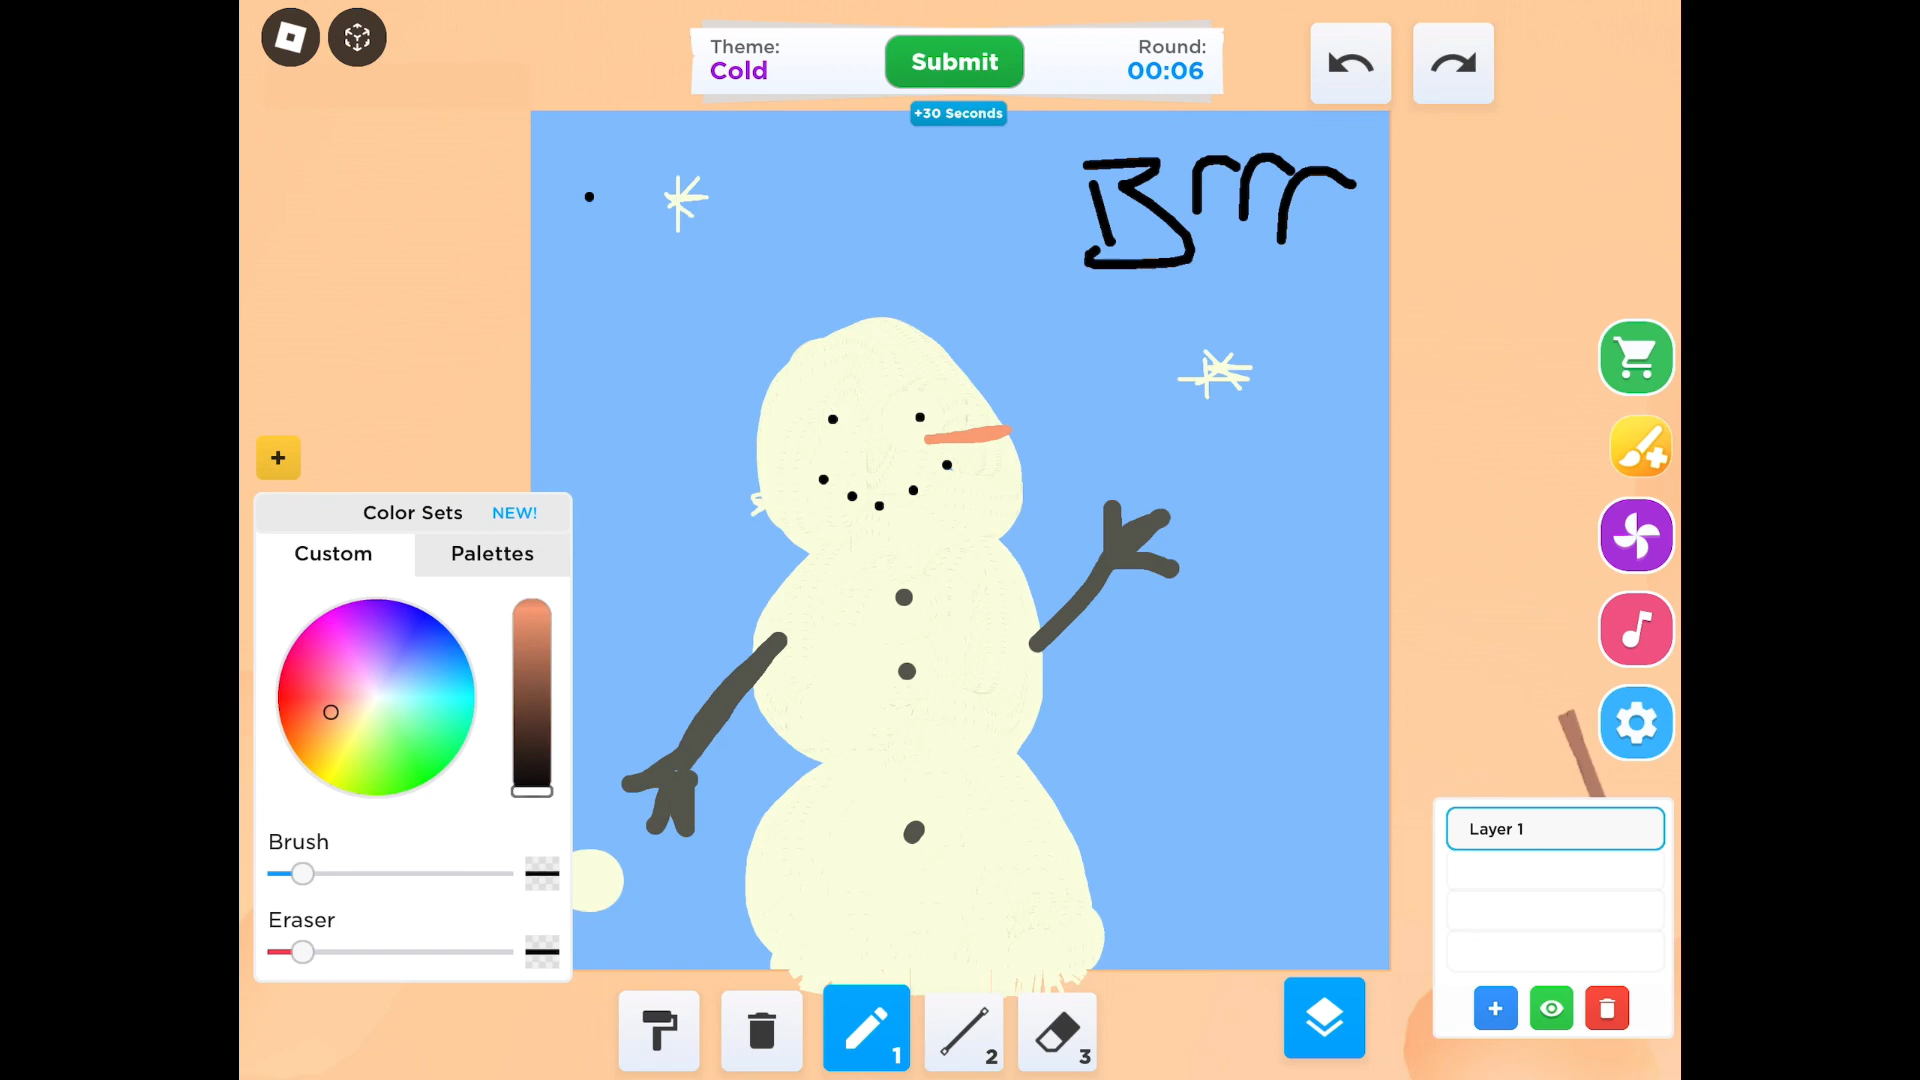 Theme:
Cold
Submit
Round:
00:06
+30 Seconds
Brrr
+
Color Sets NEW!
Custom Palettes
Brush
Eraser
Layer 1
+
1
2
3